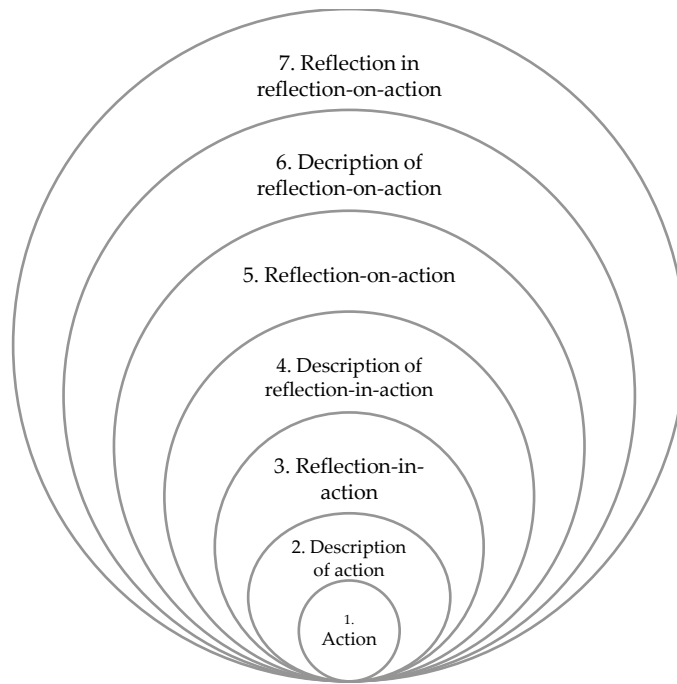 7. Reflection in
reflection-on-action
6. Decription of
reflection-on-action
5. Reflection-on-action
4. Description of
reflection-in-action
3. Reflection-in-
action
2. Description
of action
1.
Action